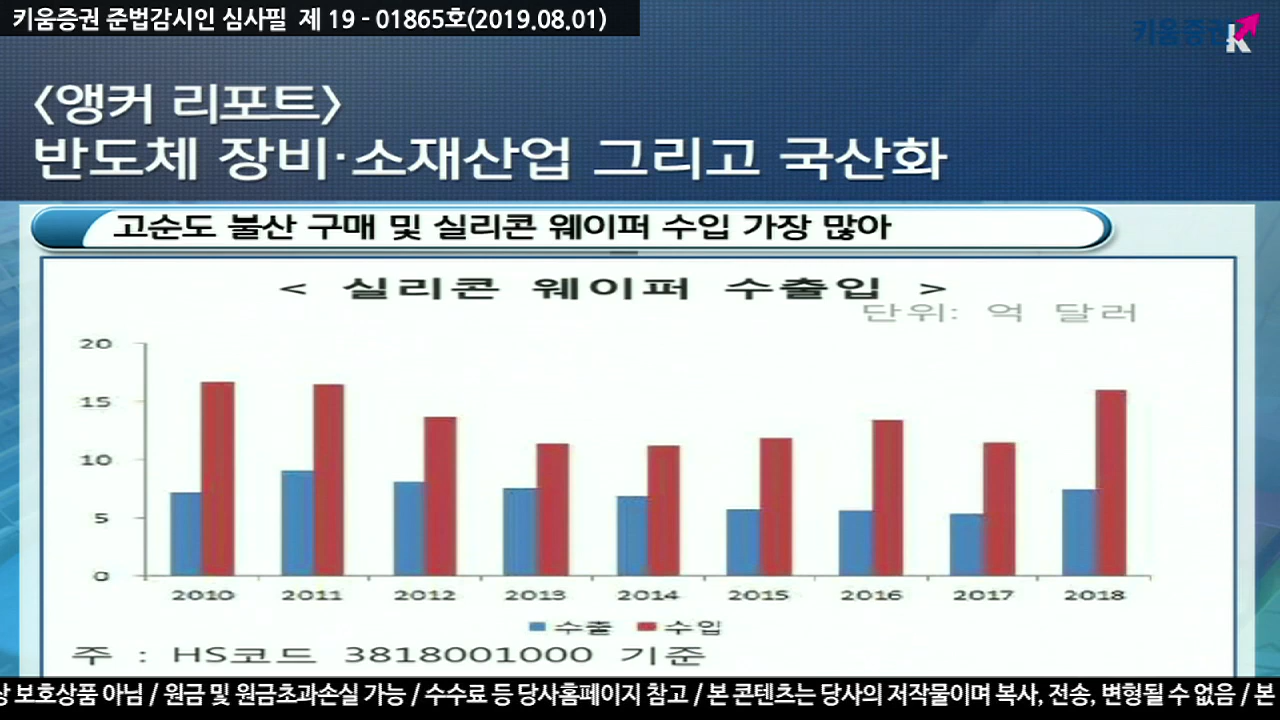 키움증권 준법감시인 심사필 제 19 - 01865호(2019.08.01)
키움증권
K
<앵커 리포트>
반도체 장비·소재산업 그리고 국산화
고순도 불산 구매 및 실리콘 웨이퍼 수입 가장 많아
< 실리콘 웨이퍼 수출입 >
단위: 억 달러
20
15
10
5
0
2010 2011 2012 2013 2014 2015 2016 2017 2018
수출 수입
주 : HS코드 3818001000 기준
상 보호상품 아님 / 원금 및 원금초과손실 가능 / 수수료 등 당사홈페이지 참고 / 본 콘텐츠는 당사의 저작물이며 복사, 전송, 변형될 수 없음 / 본